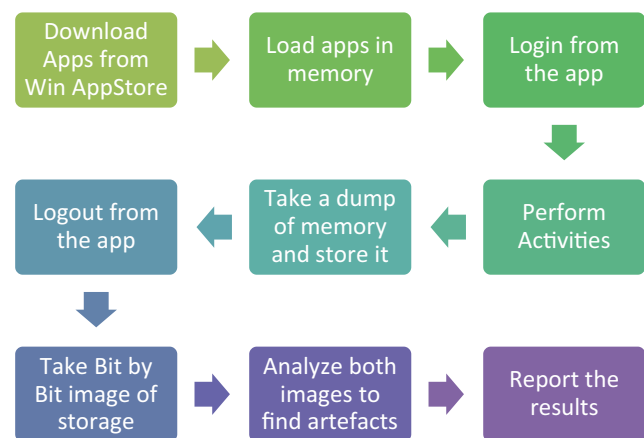 Download
Apps from
Win AppStore
Load apps in
memory
Login from
the app
Perform
Activities
Take a dump
of memory
and store it
Logout from
the app
Take Bit by
Bit image of
storage
Analyze both
images to
find artefacts
Report the
results